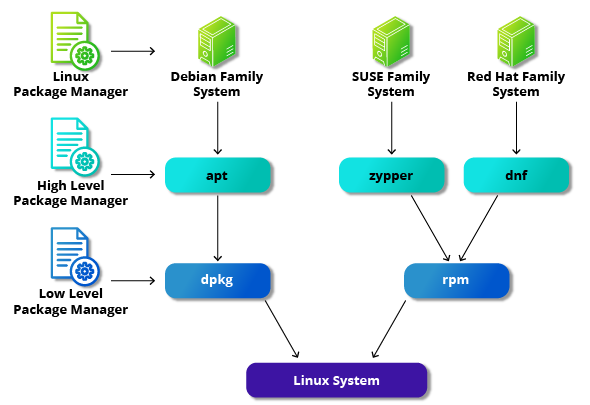 Linux
Package Manager
Debian Family
System
SUSE Family
System
Red Hat Family
System
High Level
Package Manager
apt
zypper
dnf
Low Level
Package Manager
dpkg
rpm
Linux System